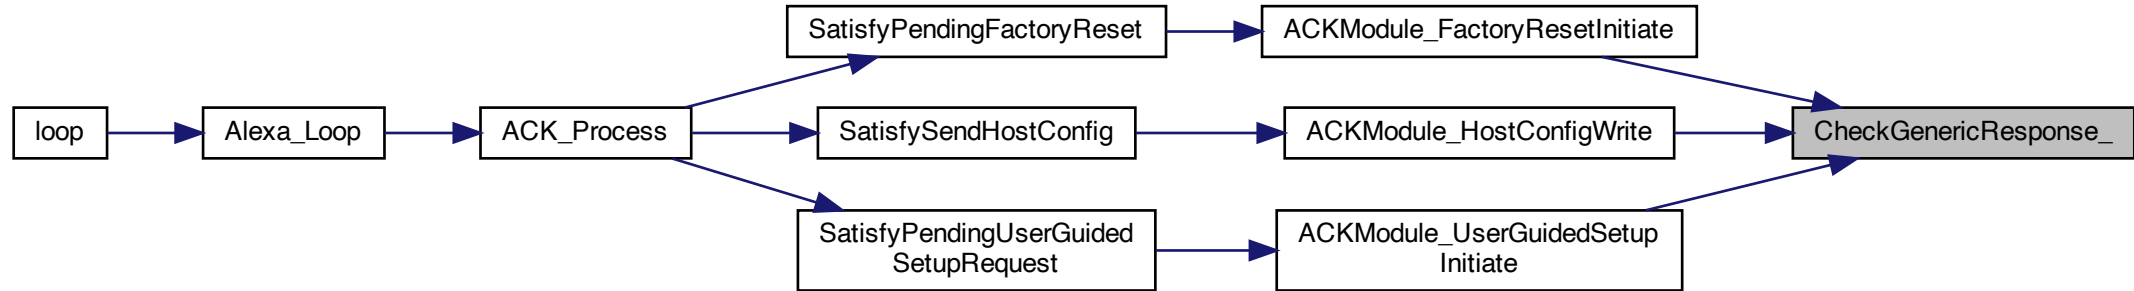 SatisfyPendingFactoryReset
ACKModule_FactoryResetInitiate
loop
Alexa_Loop
ACK_Process
SatisfySendHostConfig
ACKModule_HostConfigWrite
CheckGenericResponse_
SatisfyPendingUserGuided
SetupRequest
ACKModule_UserGuidedSetup
Initiate